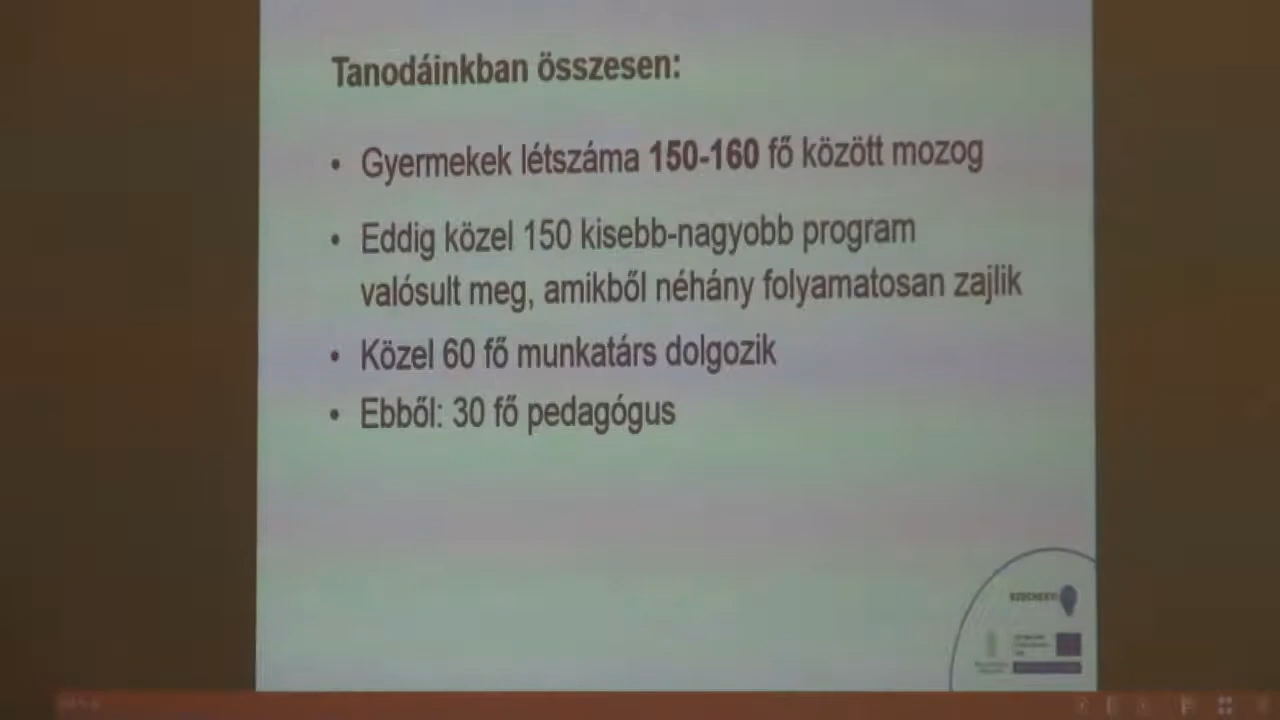 Tanodáinkban összesen:
• Gyermekek létszáma 150-160 fő között mozog
• Eddig közel 150 kisebb-nagyobb program
valósult meg, amikből néhány folyamatosan zajlik
• Közel 60 fő munkatárs dolgozik
• Ebből: 30 fő pedagógus
SZÉCHENYI